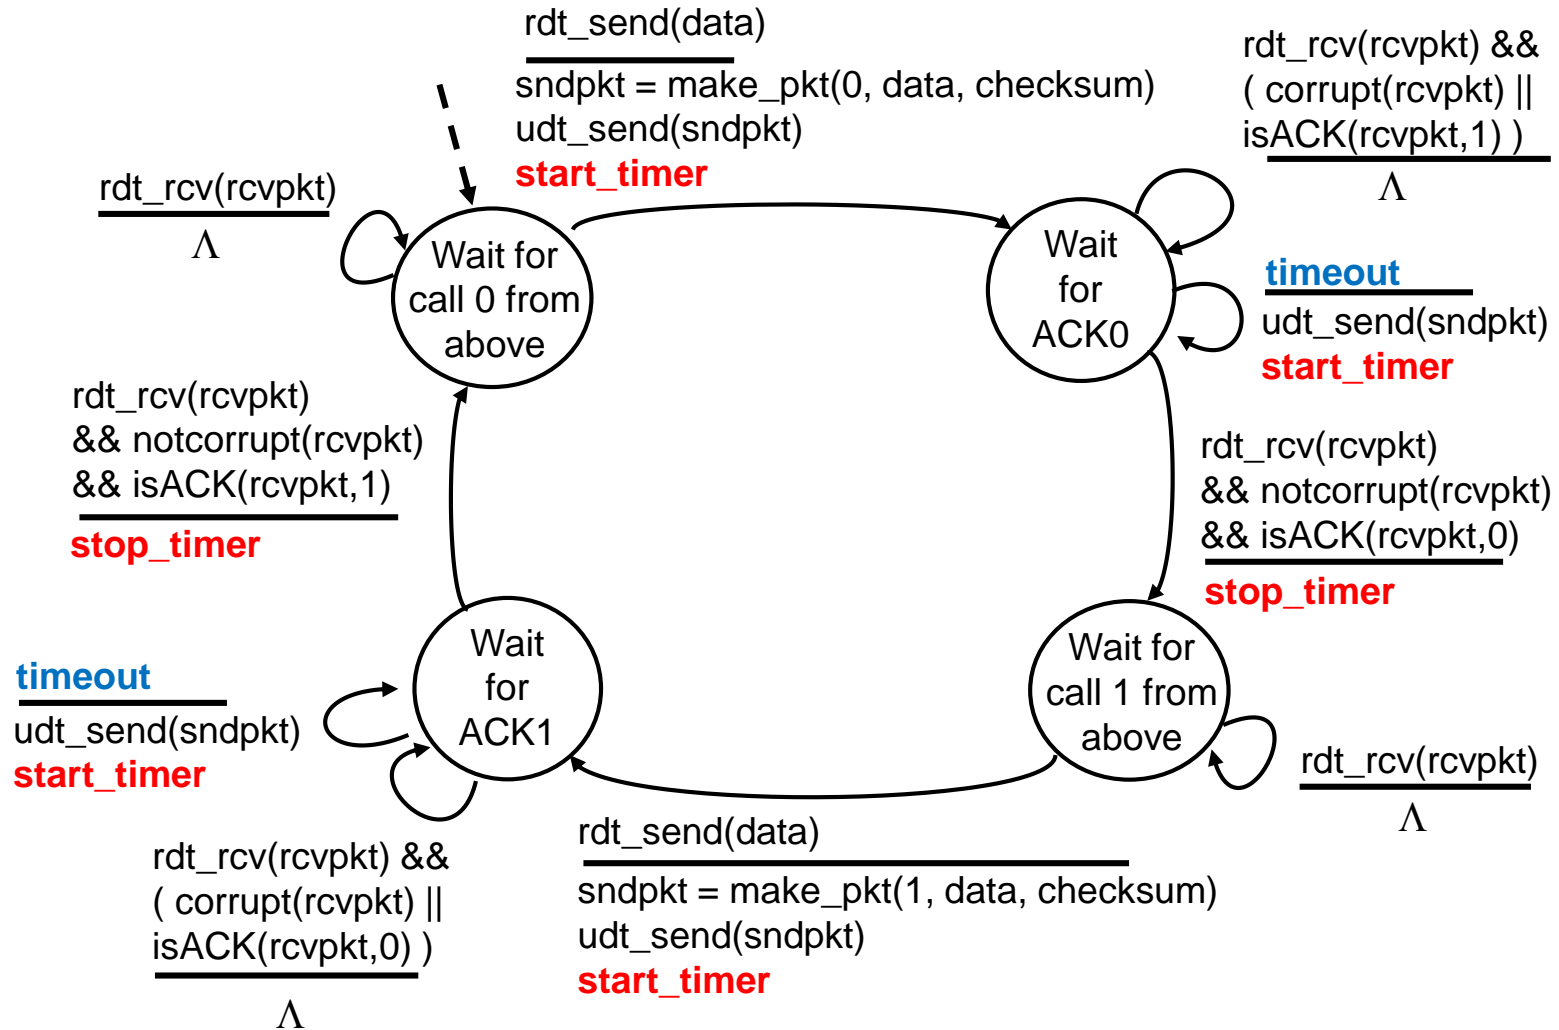 rdt_send(data)
sndpkt = make_pkt(0, data, checksum)
udt_send(sndpkt)
start_timer
rdt_rcv(rcvpkt) &&
( corrupt(rcvpkt) ||
isACK(rcvpkt,1) )
Λ
rdt_rcv(rcvpkt)
Λ
Wait for
call 0 from
above
Wait
for
ACK0
timeout
udt_send(sndpkt)
start_timer
rdt_rcv(rcvpkt)
&& notcorrupt(rcvpkt)
&& isACK(rcvpkt,1)
stop_timer
rdt_rcv(rcvpkt)
&& notcorrupt(rcvpkt)
&& isACK(rcvpkt,0)
stop_timer
timeout
udt_send(sndpkt)
start_timer
Wait
for
ACK1
Wait for
call 1 from
above
rdt_rcv(rcvpkt)
Λ
rdt_rcv(rcvpkt) &&
( corrupt(rcvpkt) ||
isACK(rcvpkt,0) )
Λ
rdt_send(data)
sndpkt = make_pkt(1, data, checksum)
udt_send(sndpkt)
start_timer